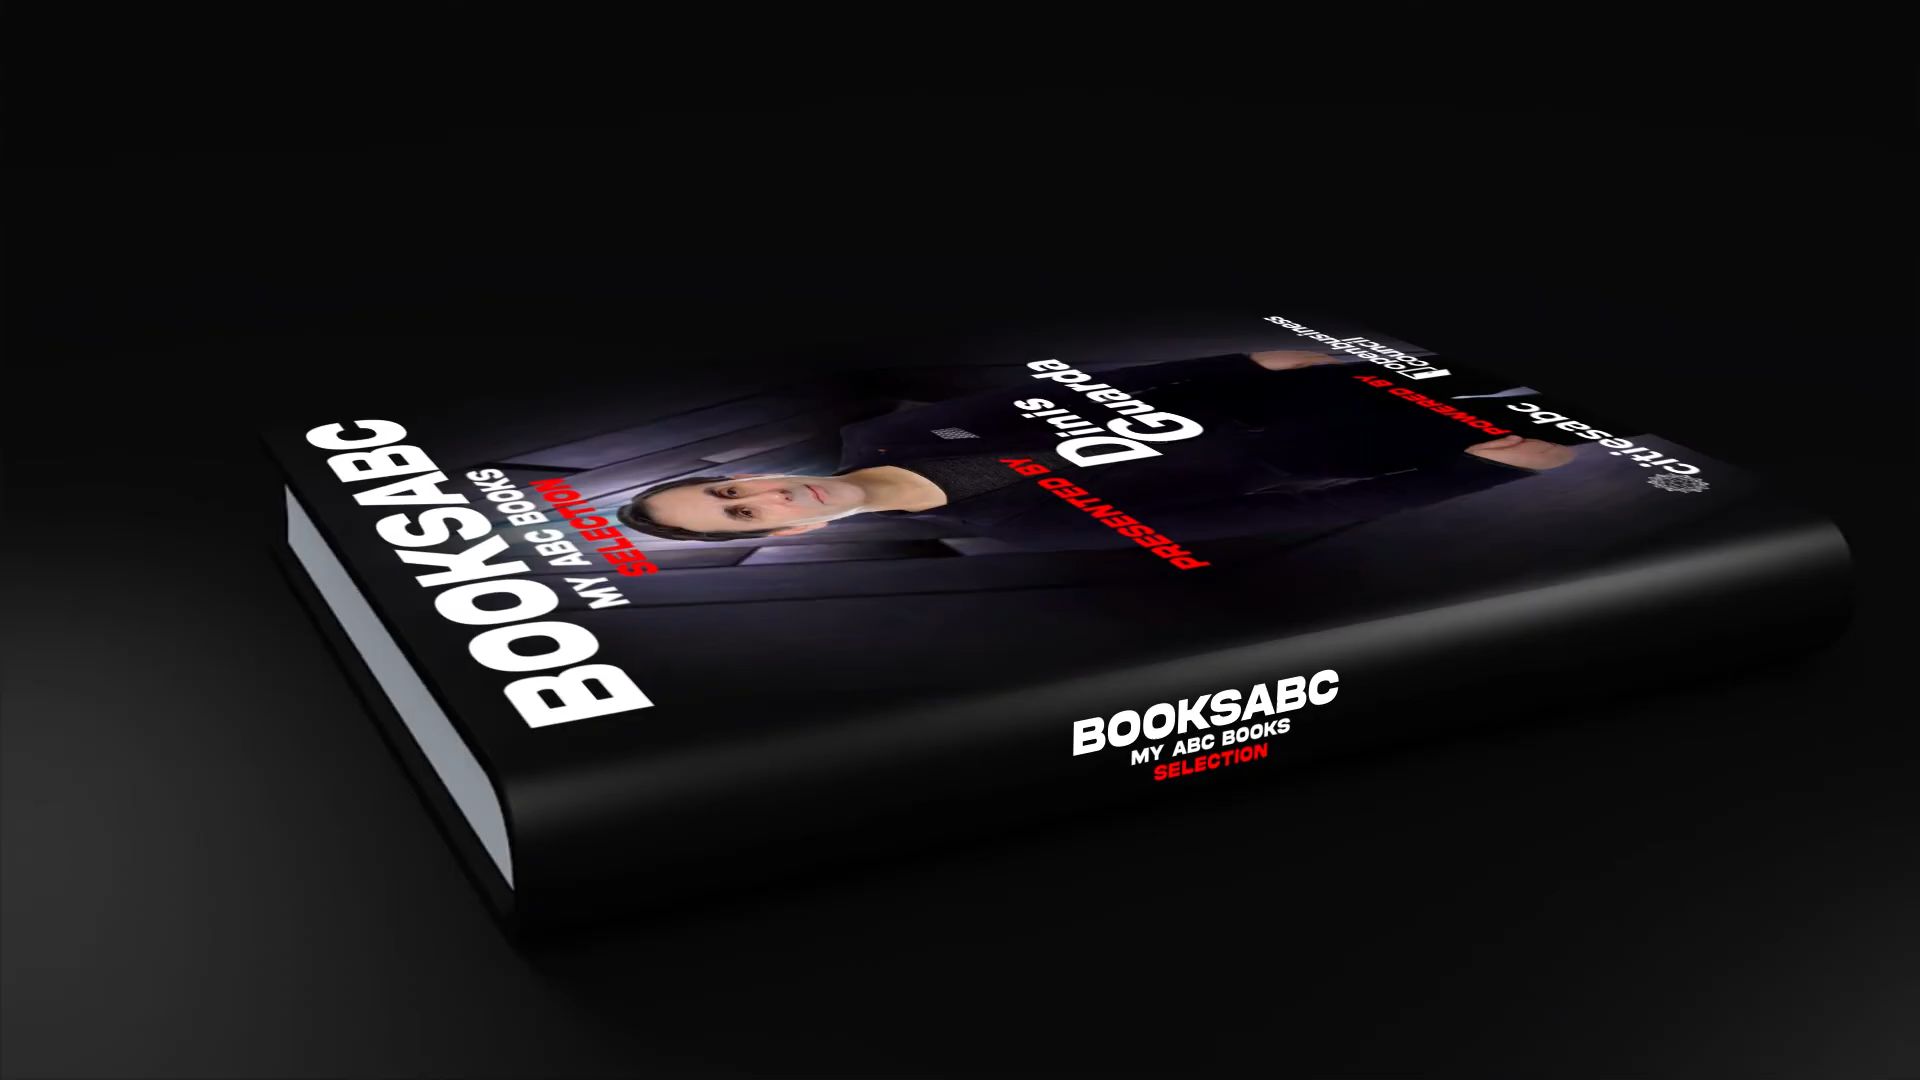 BOOKSABC
MY ABC BOOKS
SELECTION
PRESENTED BY
Dinis
Guarda
POWERED BY
citiesabc
openbusiness
council
BOOKSABC
MY ABC BOOKS
SELECTION